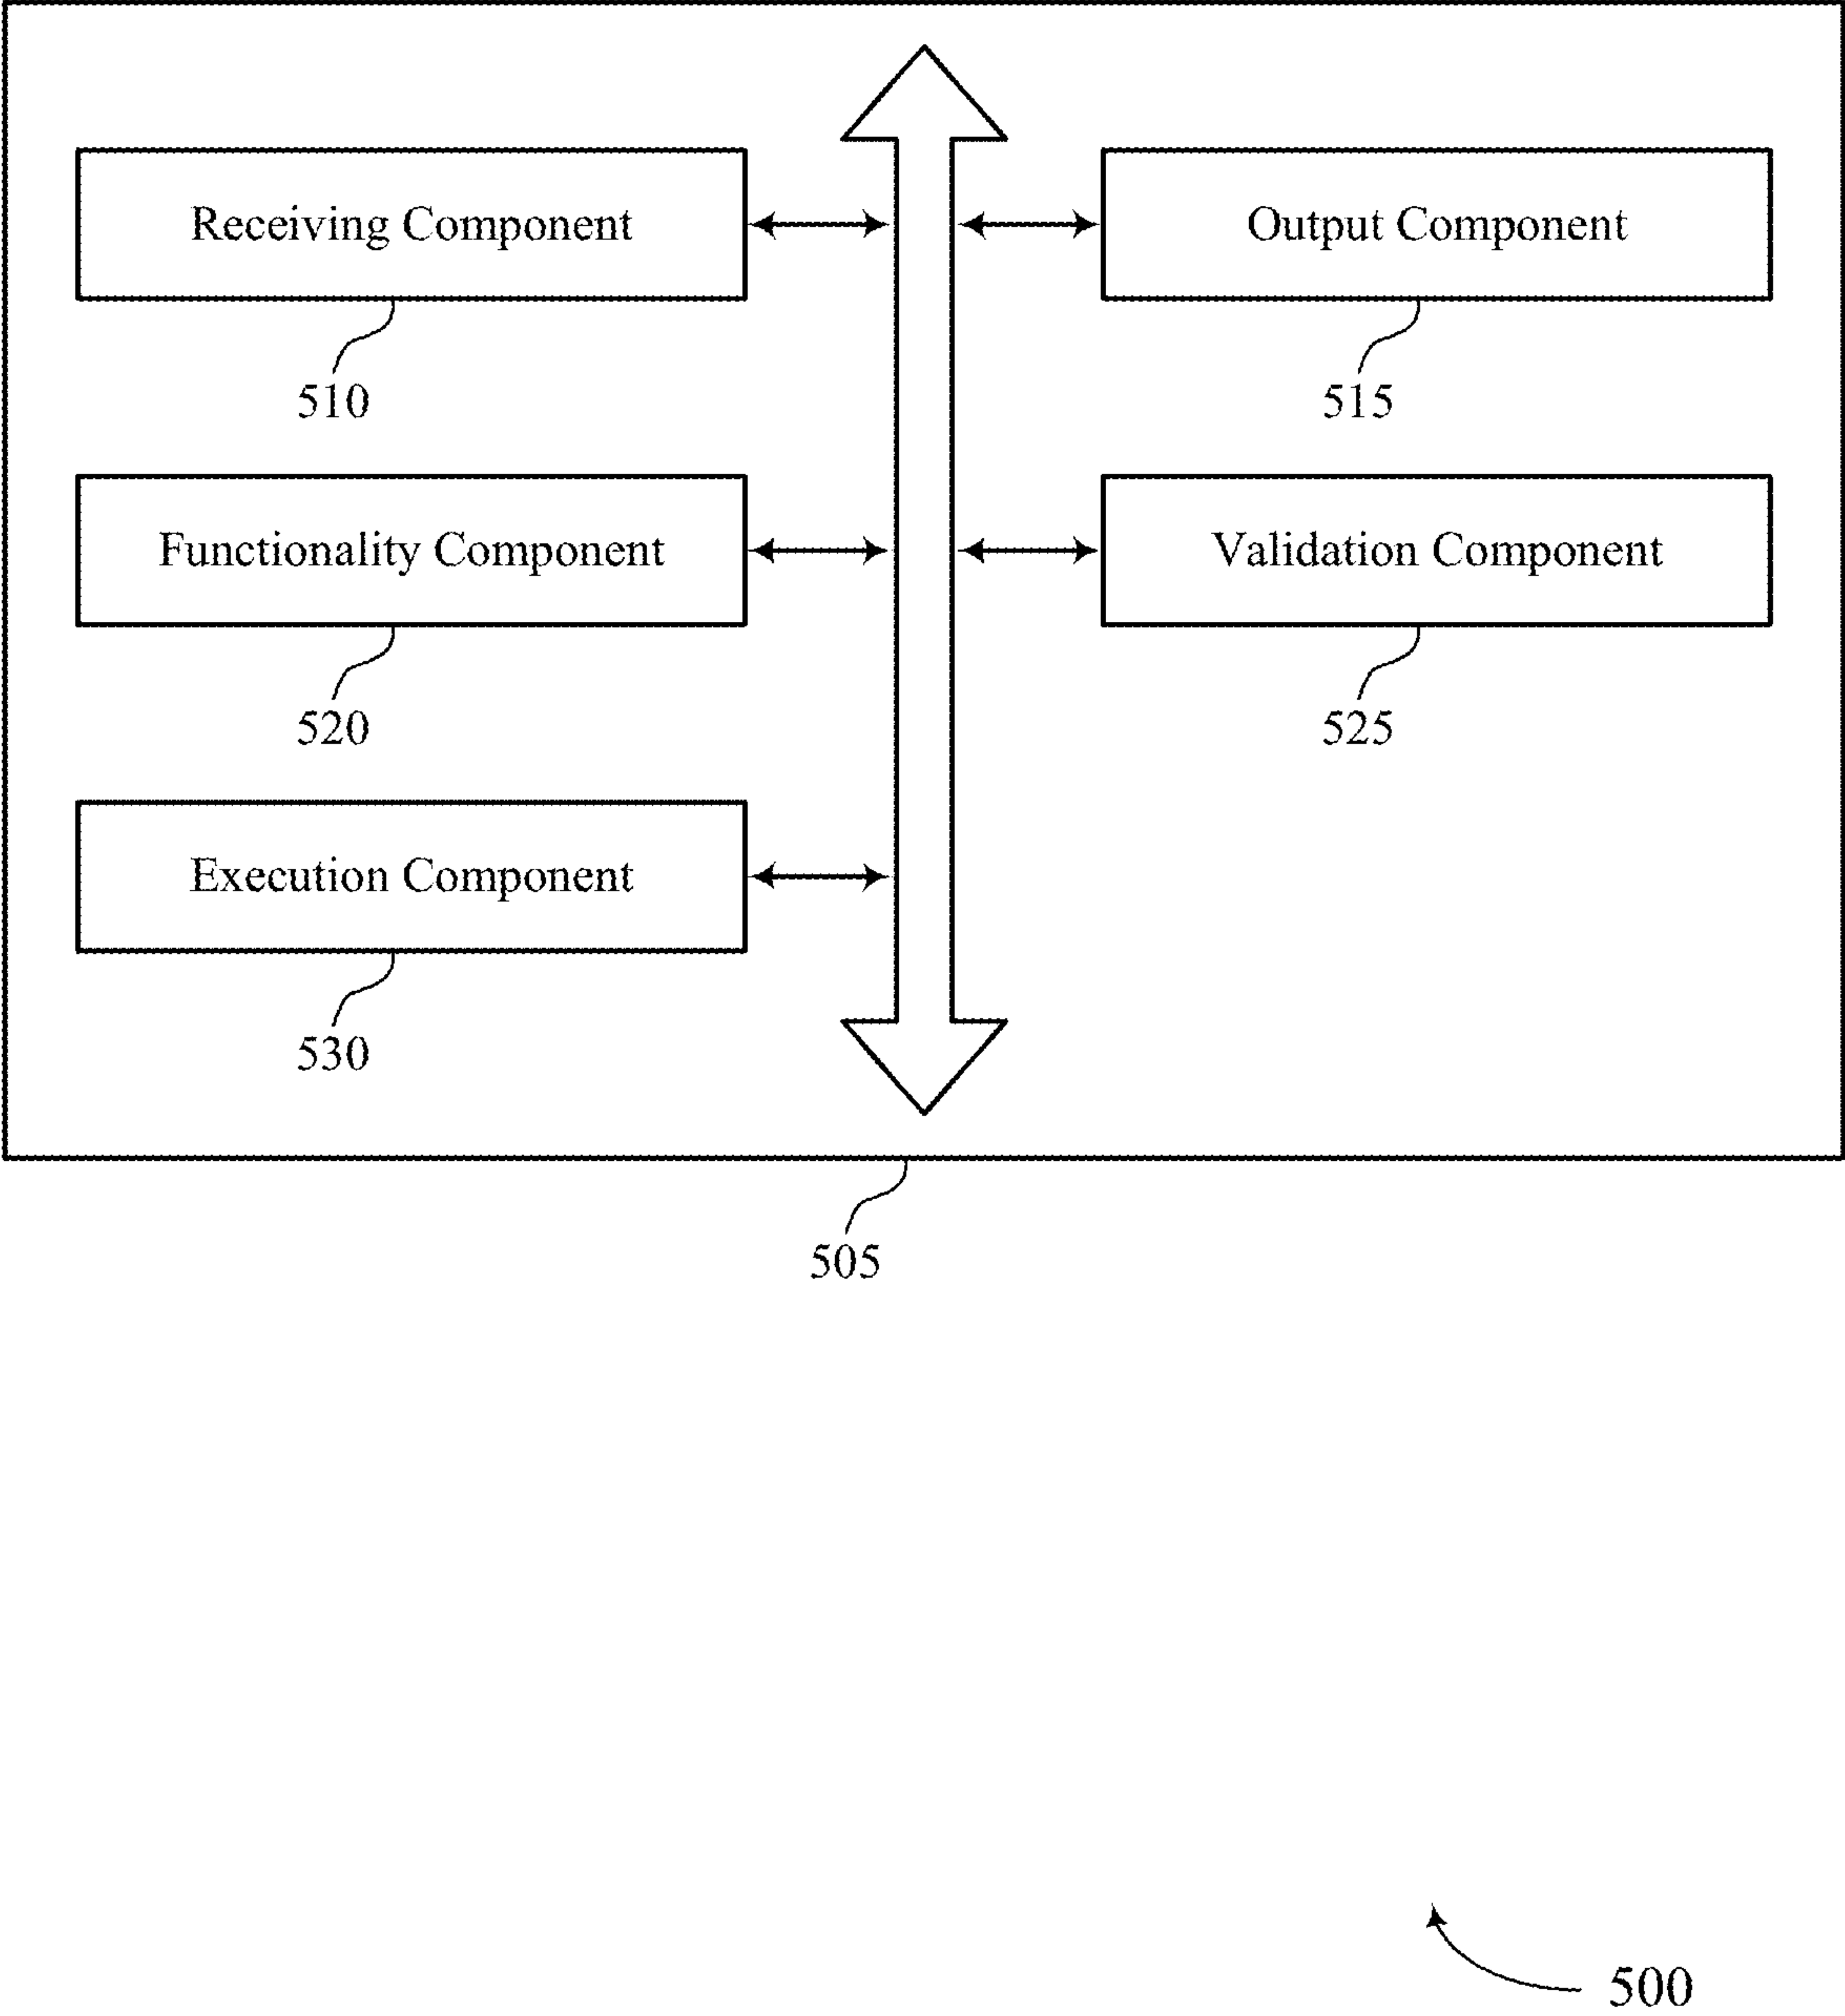 Receiving Component
Output Component
510
515
Functionality Component
Validation Component
520
525
Execution Component
530
505
500